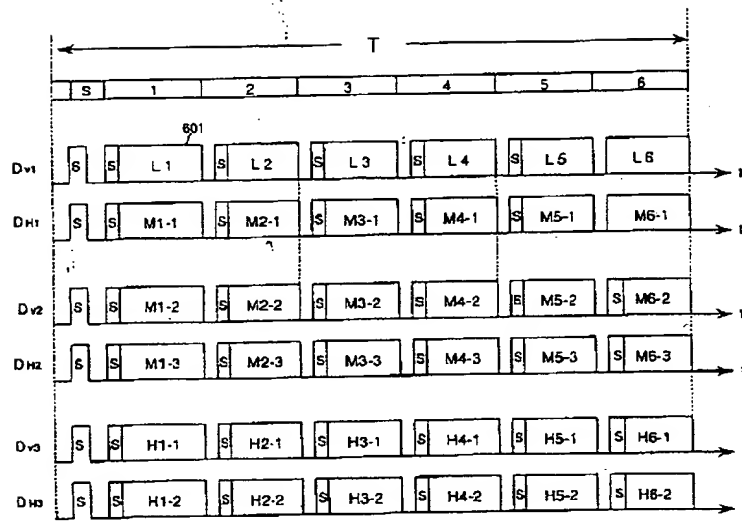 T
S 1 2 3 4 5 6
601
Dv1 S S L1 S L2 S L3 S L4 S L5 L6
DH1 S S M1-1 S M2-1 S M3-1 S M4-1 S M5-1 M6-1
Dv2 S S M1-2 S M2-2 S M3-2 S M4-2 S M5-2 S M6-2
DH2 S S M1-3 S M2-3 S M3-3 S M4-3 S M5-3 S M6-3
Dv3 S S H1-1 S H2-1 S H3-1 S H4-1 S H5-1 S H6-1
DH3 S S H1-2 S H2-2 S H3-2 S H4-2 S H5-2 S H6-2